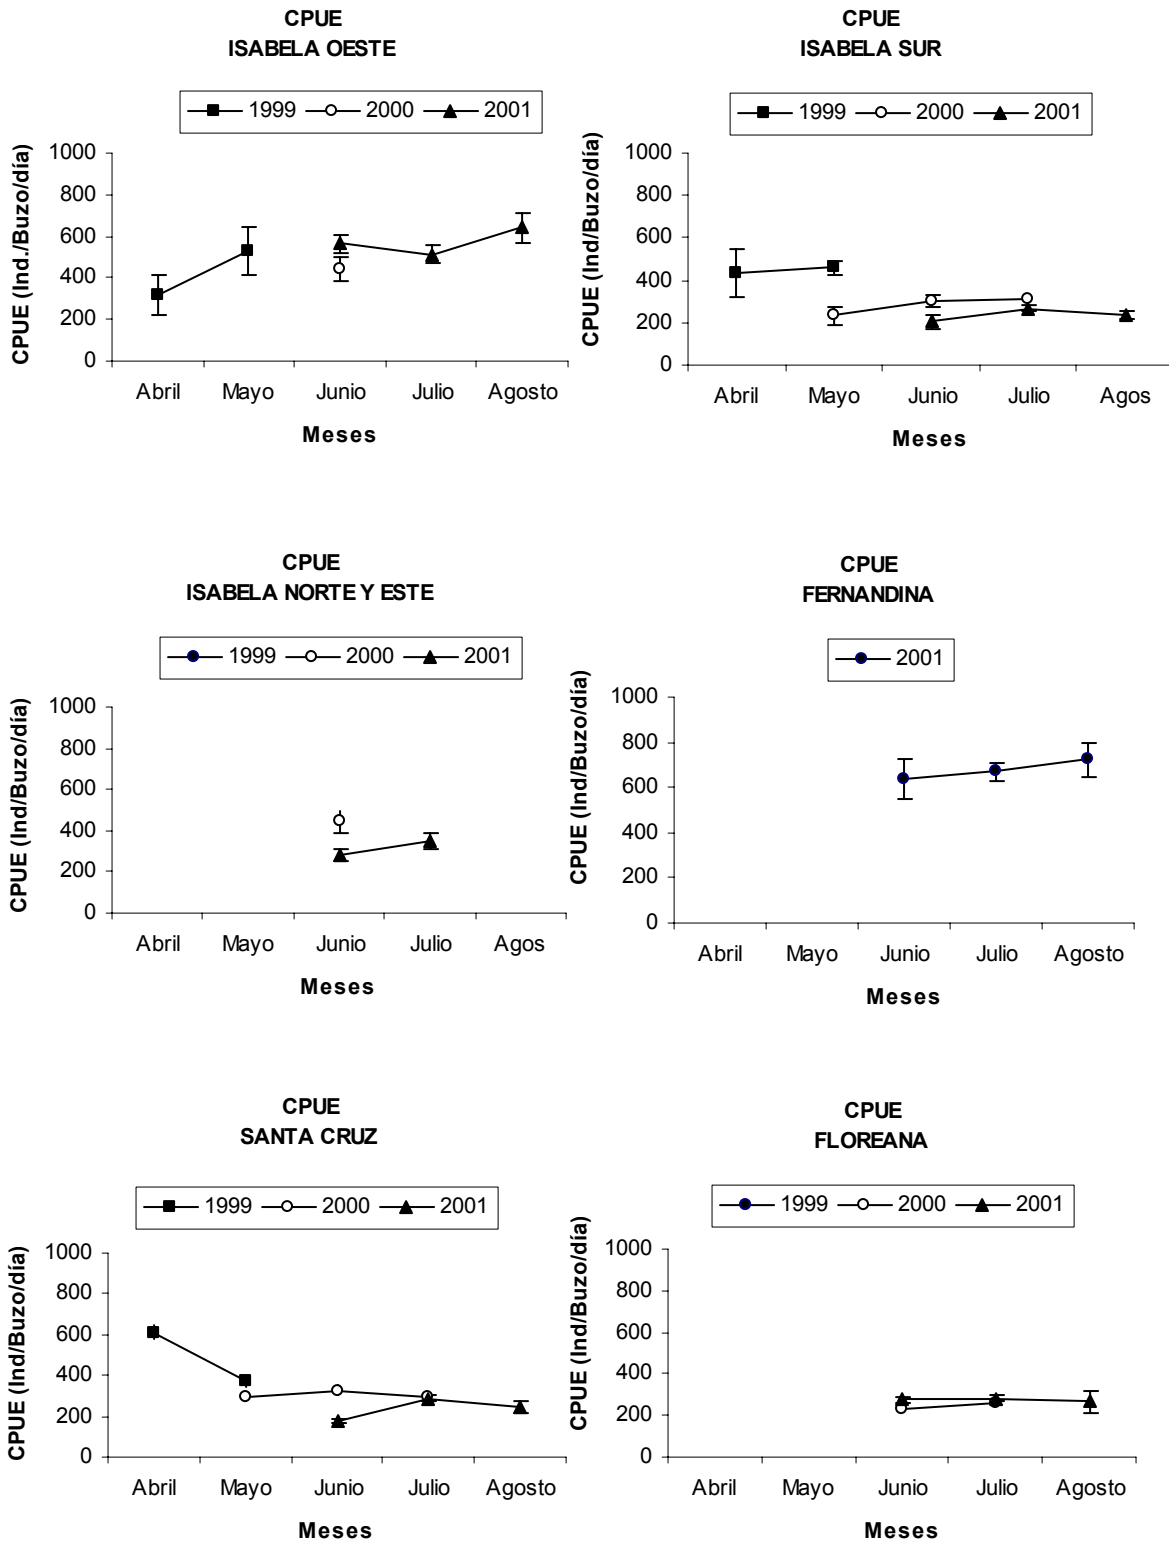 CPUE
ISABELA OESTE
1999 2000 2001
CPUE (Ind./Buzo/día)
1000
800
600
400
200
0
Abril Mayo Junio Julio Agosto
Meses
CPUE
ISABELA SUR
1999 2000 2001
CPUE (Ind/Buzo/día)
1000
800
600
400
200
0
Abril Mayo Junio Julio Agos
Meses
CPUE
ISABELA NORTE Y ESTE
1999 2000 2001
CPUE (Ind/Buzo/día)
1000
800
600
400
200
0
Abril Mayo Junio Julio Agos
Meses
CPUE
FERNANDINA
2001
CPUE (Ind/Buzo/día)
1000
800
600
400
200
0
Abril Mayo Junio Julio Agosto
Meses
CPUE
SANTA CRUZ
1999 2000 2001
CPUE (Ind/Buzo/día)
1000
800
600
400
200
0
Abril Mayo Junio Julio Agosto
Meses
CPUE
FLOREANA
1999 2000 2001
CPUE (Ind/Buzo/día)
1000
800
600
400
200
0
Abril Mayo Junio Julio Agosto
Meses